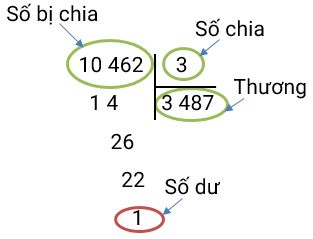 Số bị chia
Số chia
10 462 3
Thương
1 4 3 487
26
22
Số dư
1